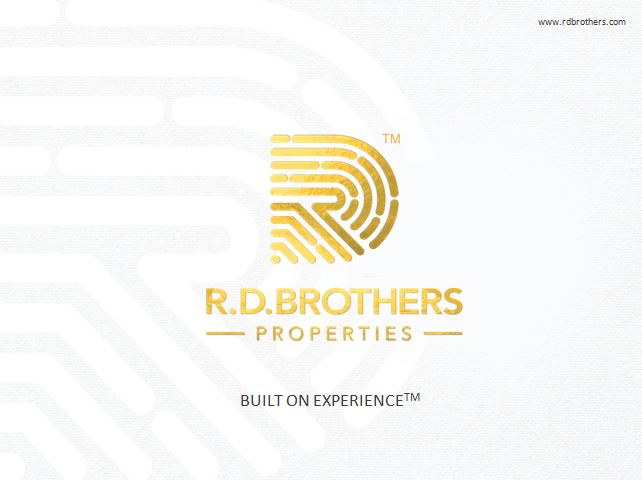 www.rdbrothers.com
TM
R.D.BROTHERS
PROPERTIES
BUILT ON EXPERIENCE™